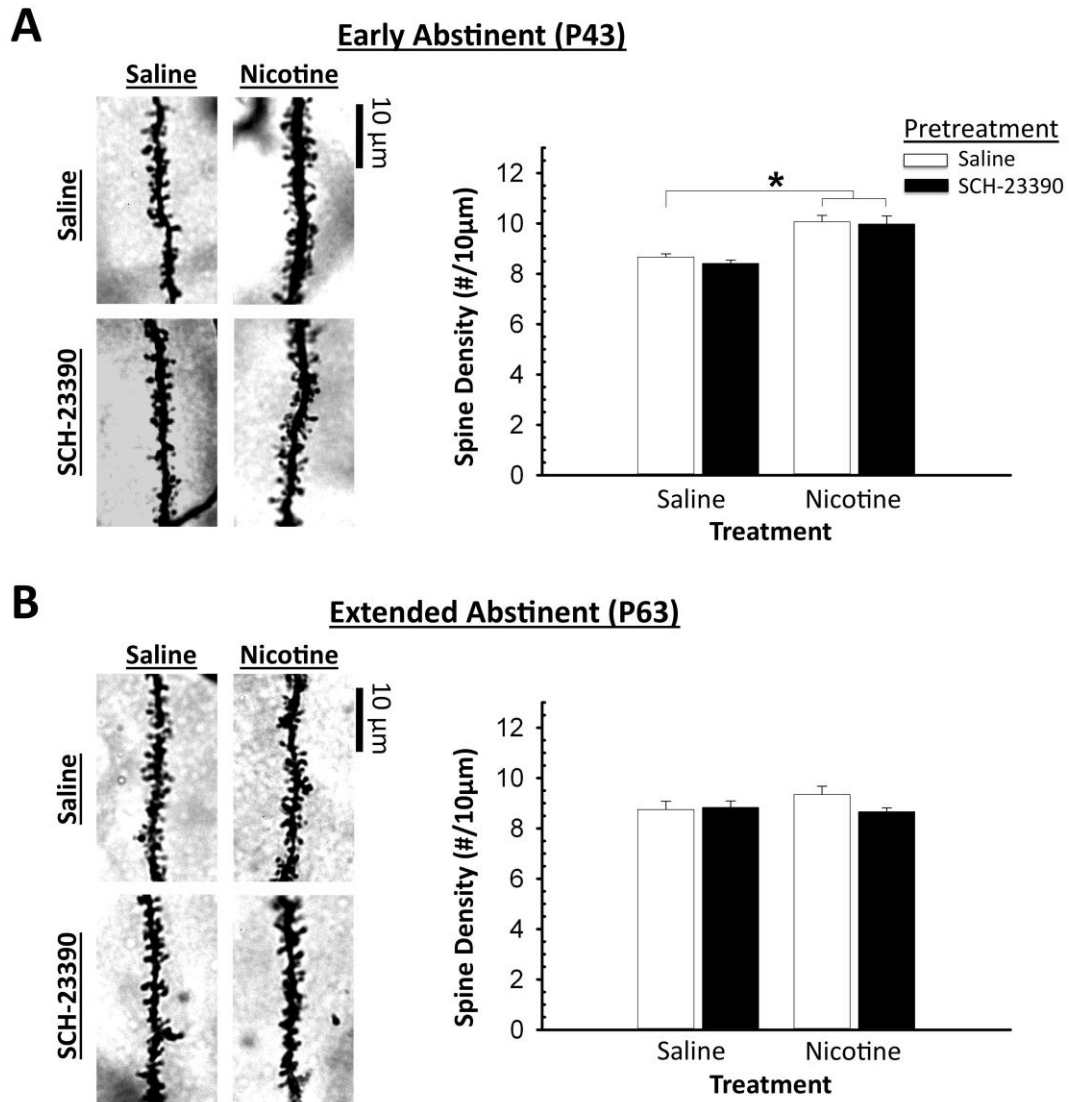 A
Early Abstinent (P43)
Saline
Nicotine
10 μm
Saline
SCH-23390
Pretreatment
Saline
SCH-23390
*
12
10
8
6
4
2
0
Spine Density (#/10μm)
Saline
Nicotine
Treatment
B
Extended Abstinent (P63)
Saline
Nicotine
10 μm
Saline
SCH-23390
12
10
8
6
4
2
0
Spine Density (#/10μm)
Saline
Nicotine
Treatment